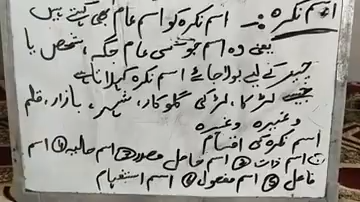 اسم نکرہ :۔ اسم نکرہ کو اسم عام بھی کہتے ہیں
یعنی وہ اسم جو کسی عام جگہ، شخص یا
چیز کے لیے بولا جائے اسم نکرہ کہلاتا ہے
جیسے لڑکا، لڑکی گلوکار، شہر، بازار، قلم
وغیرہ وغیرہ
اسم نکرہ کی اقسام
① اسم ذات ② اسم حاصل مصدر ③ اسم حالیہ ④ اسم
فاعل ⑤ اسم مفعول ⑥ اسم استفہام